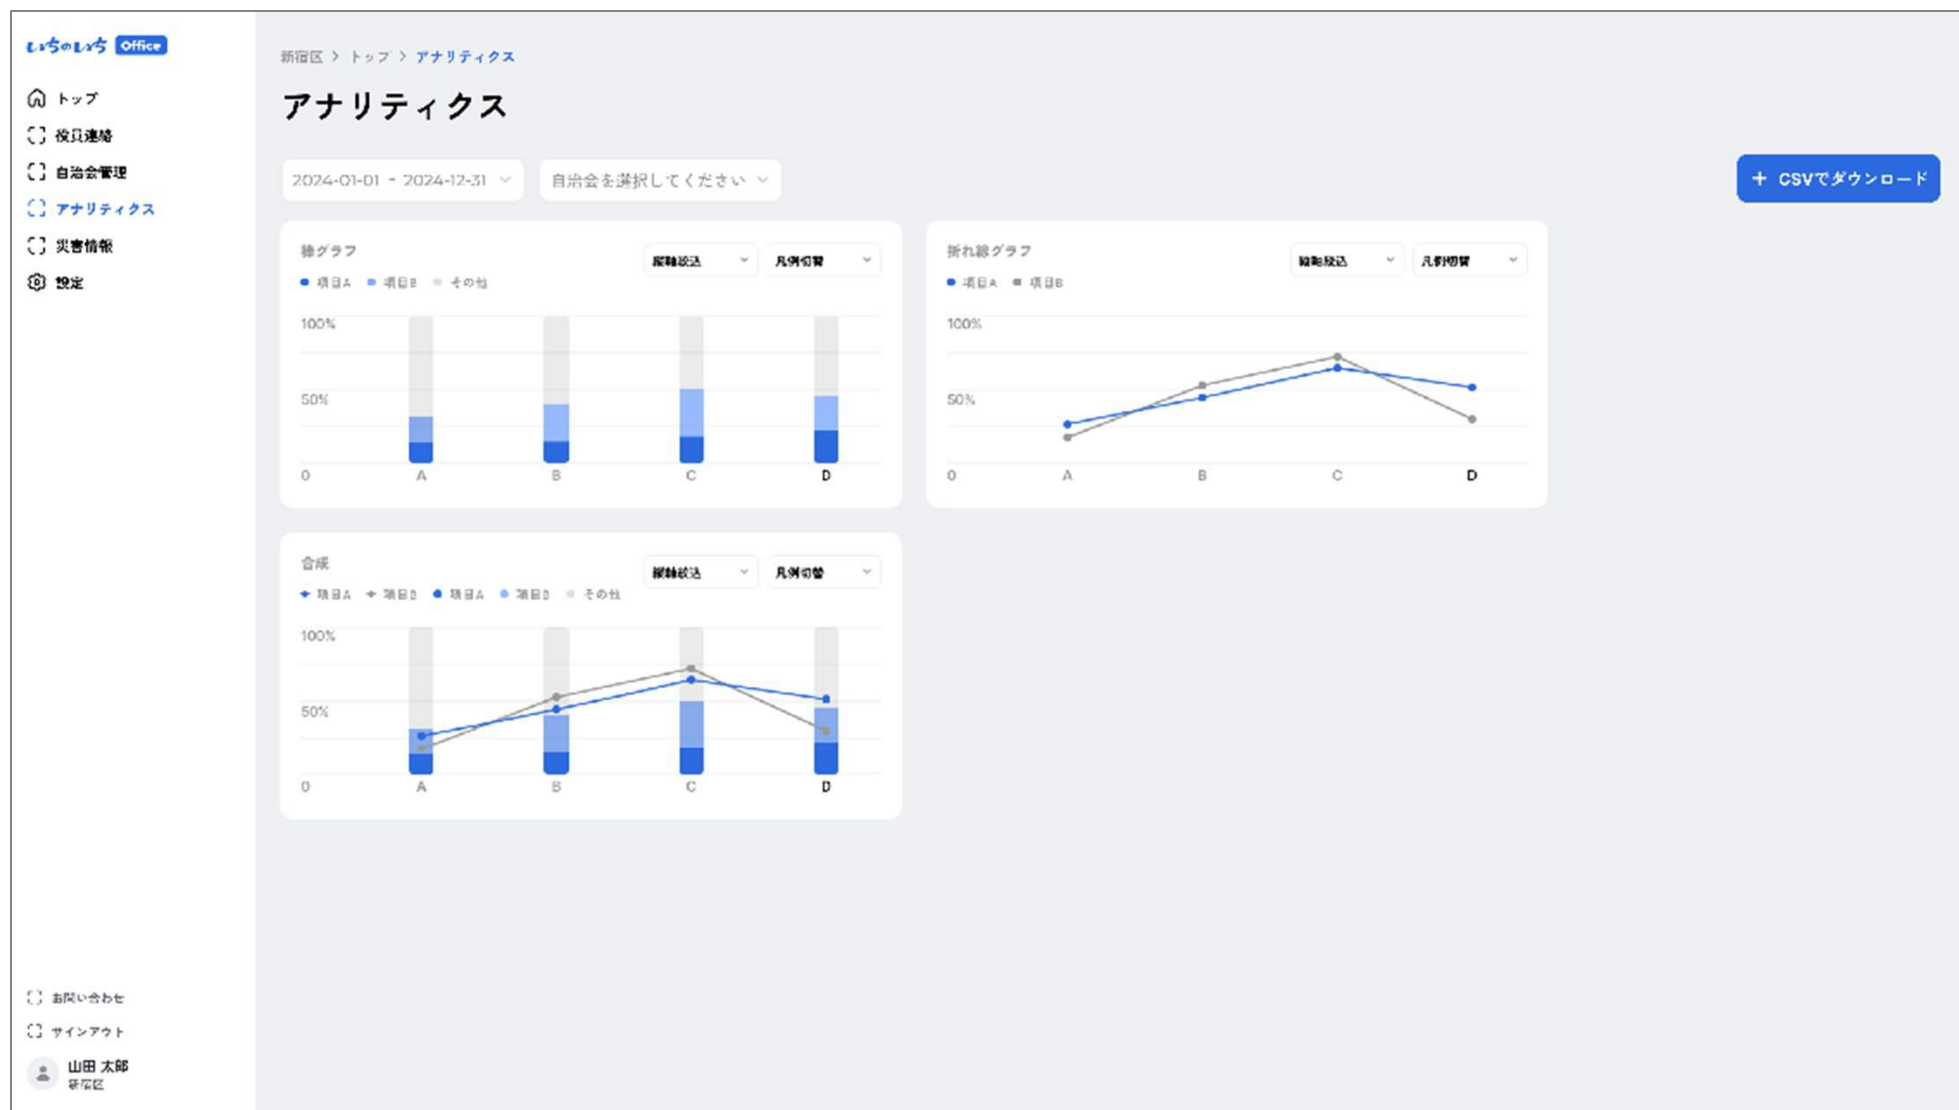 いちのいち Office
トップ
役員連絡
自治会管理
アナリティクス
災害情報
設定
お問い合わせ
サインアウト
山田 太郎
新宿区
新宿区 > トップ > アナリティクス
アナリティクス
2024-01-01 - 2024-12-31
自治会を選択してください
+ CSVでダウンロード
棒グラフ
縦軸絞込
凡例切替
項目A 項目B その他
100%
50%
0 A B C D
折れ線グラフ
縦軸絞込
凡例切替
項目A 項目B
100%
50%
0 A B C D
合成
縦軸絞込
凡例切替
項目A 項目B 項目A 項目B その他
100%
50%
0 A B C D